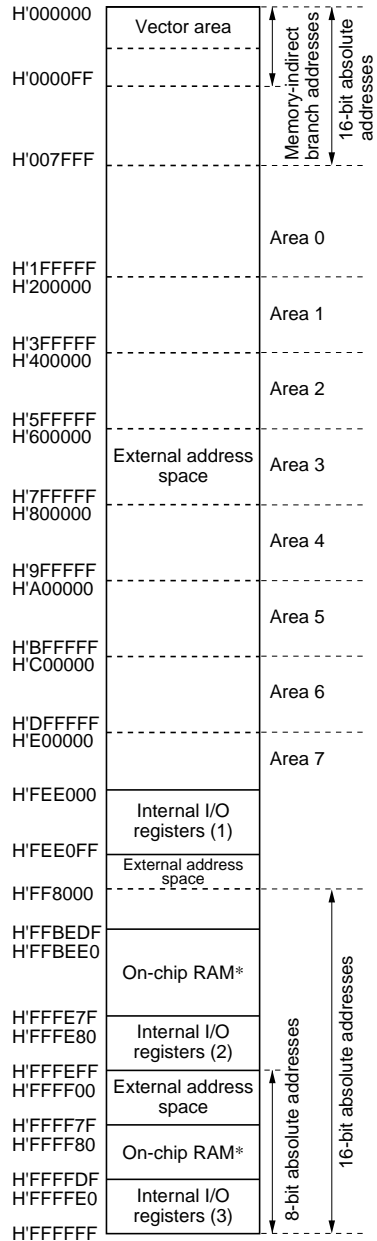 H'000000
Vector area
H'0000FF
Memory-indirect
branch addresses
16-bit absolute
addresses
H'007FFF
Area 0
H'1FFFFF
H'200000
Area 1
H'3FFFFF
H'400000
Area 2
H'5FFFFF
H'600000
External address
space
Area 3
H'7FFFFF
H'800000
Area 4
H'9FFFFF
H'A00000
Area 5
H'BFFFFF
H'C00000
Area 6
H'DFFFFF
H'E00000
Area 7
H'FEE000
Internal I/O
registers (1)
H'FEE0FF
External address
space
H'FF8000
H'FFBEDF
H'FFBEE0
On-chip RAM*
H'FFFE7F
H'FFFE80
Internal I/O
registers (2)
H'FFFEFF
H'FFFF00
External address
space
H'FFFF7F
H'FFFF80
On-chip RAM*
H'FFFFDF
H'FFFFE0
Internal I/O
registers (3)
H'FFFFFF
8-bit absolute addresses
16-bit absolute addresses